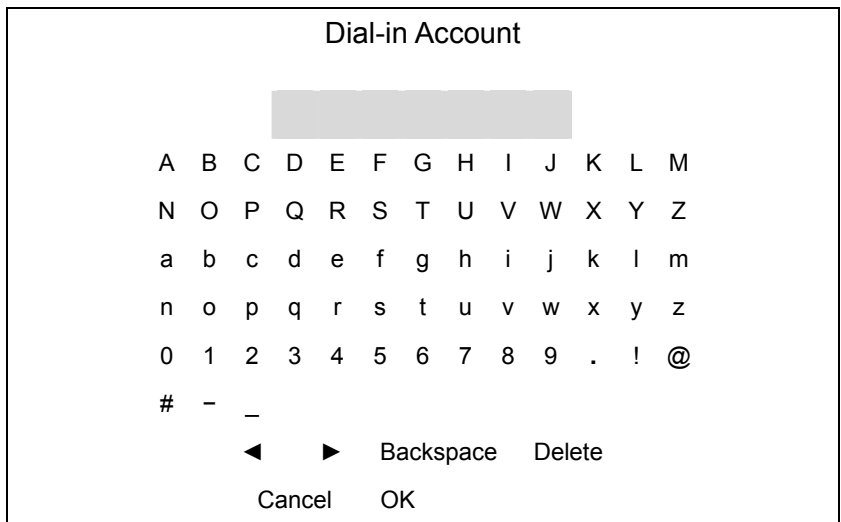 Dial-in Account
A B C D E F G H I J K L M
N O P Q R S T U V W X Y Z
a b c d e f g h i j k l m
n o p q r s t u v w x y z
0 1 2 3 4 5 6 7 8 9 . ! @
# – _
◄ ► Backspace Delete
Cancel OK